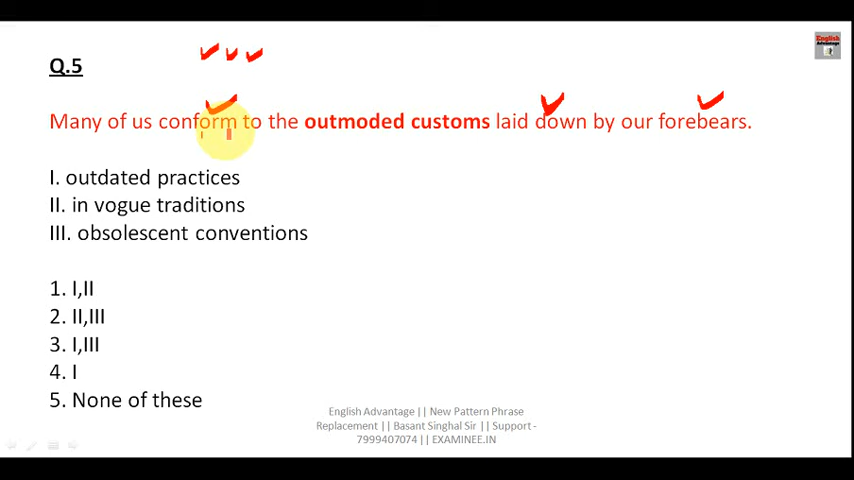 English
Advantage
Q.5
Many of us conform to the outmoded customs laid down by our forebears.
I. outdated practices
II. in vogue traditions
III. obsolescent conventions
1. I,II
2. II,III
3. I,III
4. I
5. None of these
English Advantage || New Pattern Phrase
Replacement || Basant Singhal Sir || Support -
7999407074 || EXAMINEE.IN